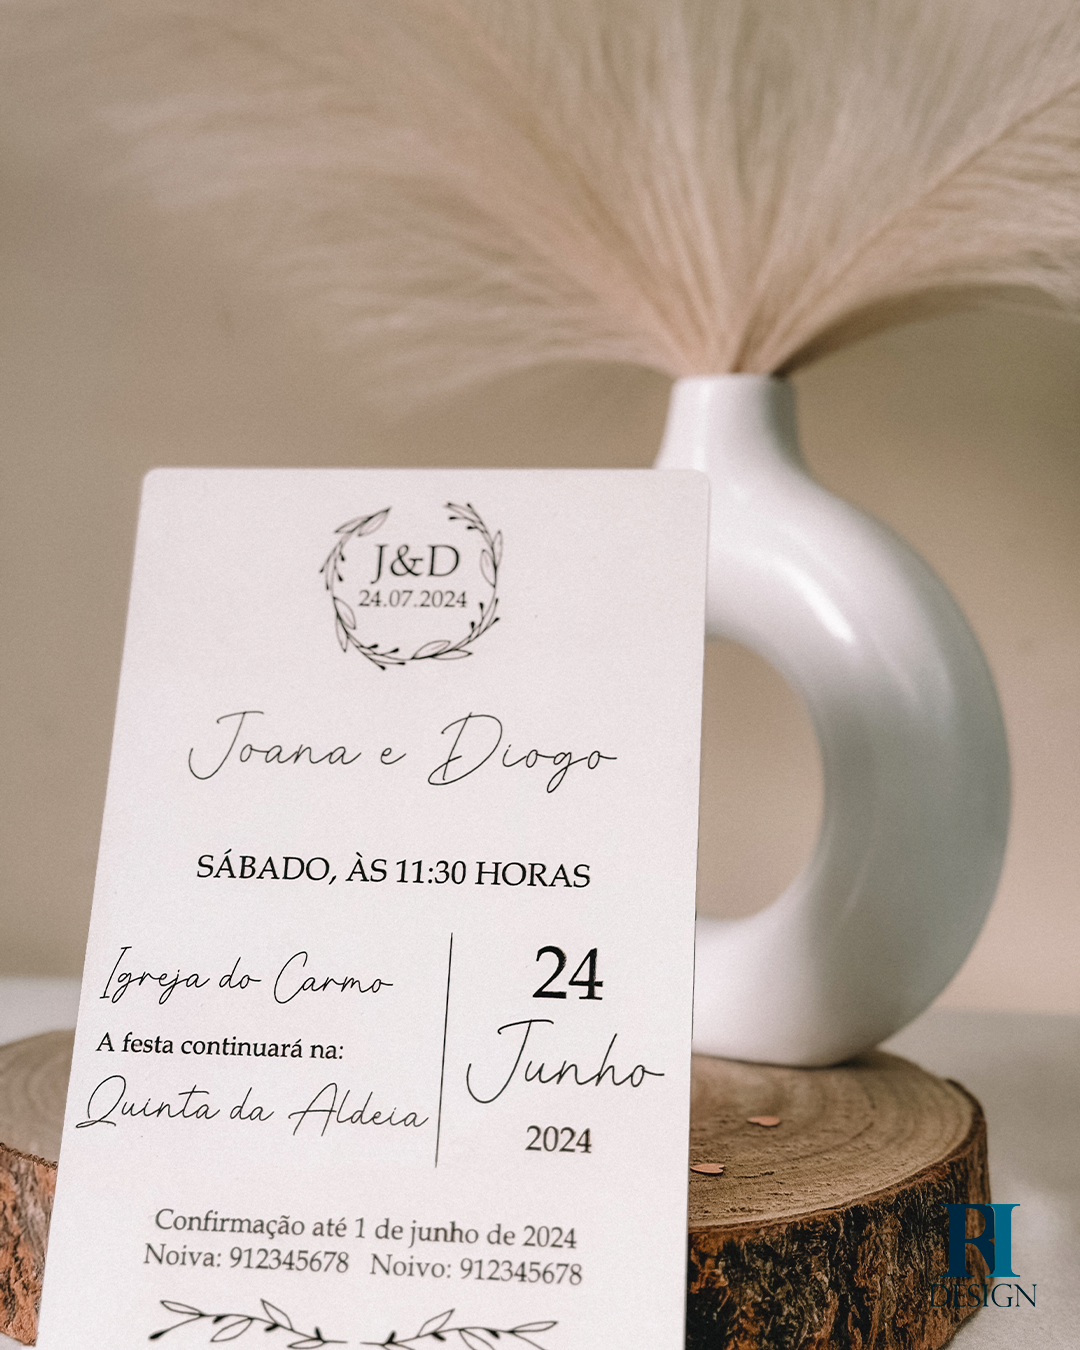 J&D
24.07.2024
Joana e Diogo
SÁBADO, ÀS 11:30 HORAS
Igreja do Carmo
A festa continuará na:
Quinta da Aldeia
24
Junho
2024
Confirmação até 1 de junho de 2024
Noiva: 912345678 Noivo: 912345678
RI
DESIGN